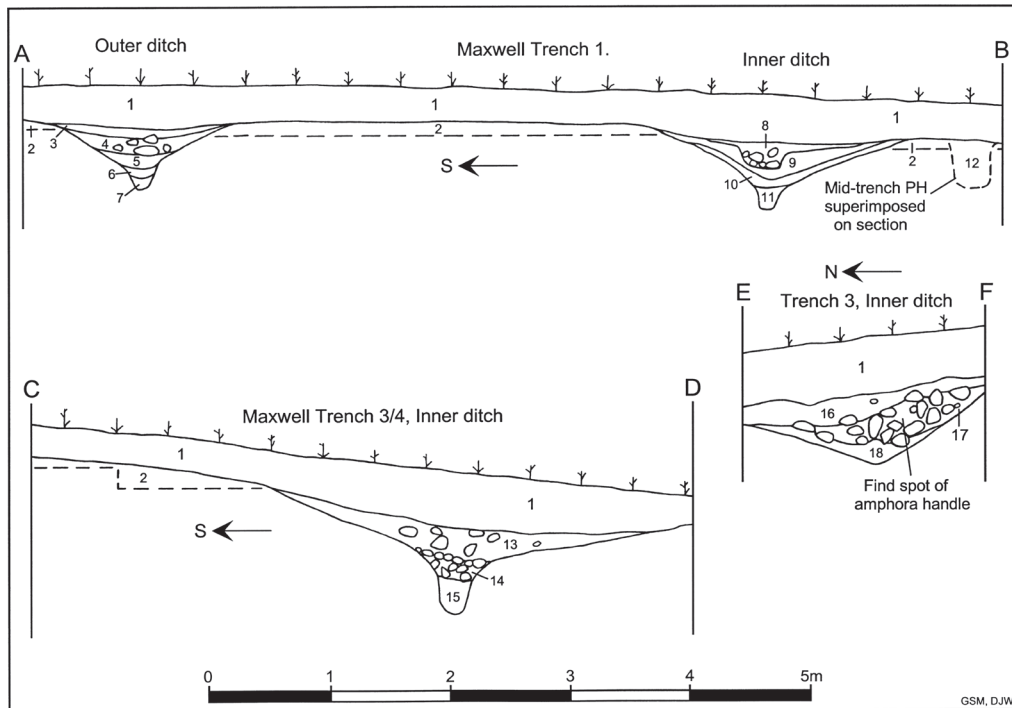 A
Outer ditch
Maxwell Trench 1.
Inner ditch
B
1
1
1
2
3
4
5
6
7
2
8
9
10
11
2
12
S
Mid-trench PH
superimposed
on section
N
E
Trench 3, Inner ditch
F
1
16
17
18
Find spot of
amphora handle
C
Maxwell Trench 3/4, Inner ditch
D
1
2
1
S
13
14
15
0
1
2
3
4
5m
GSM, DJW